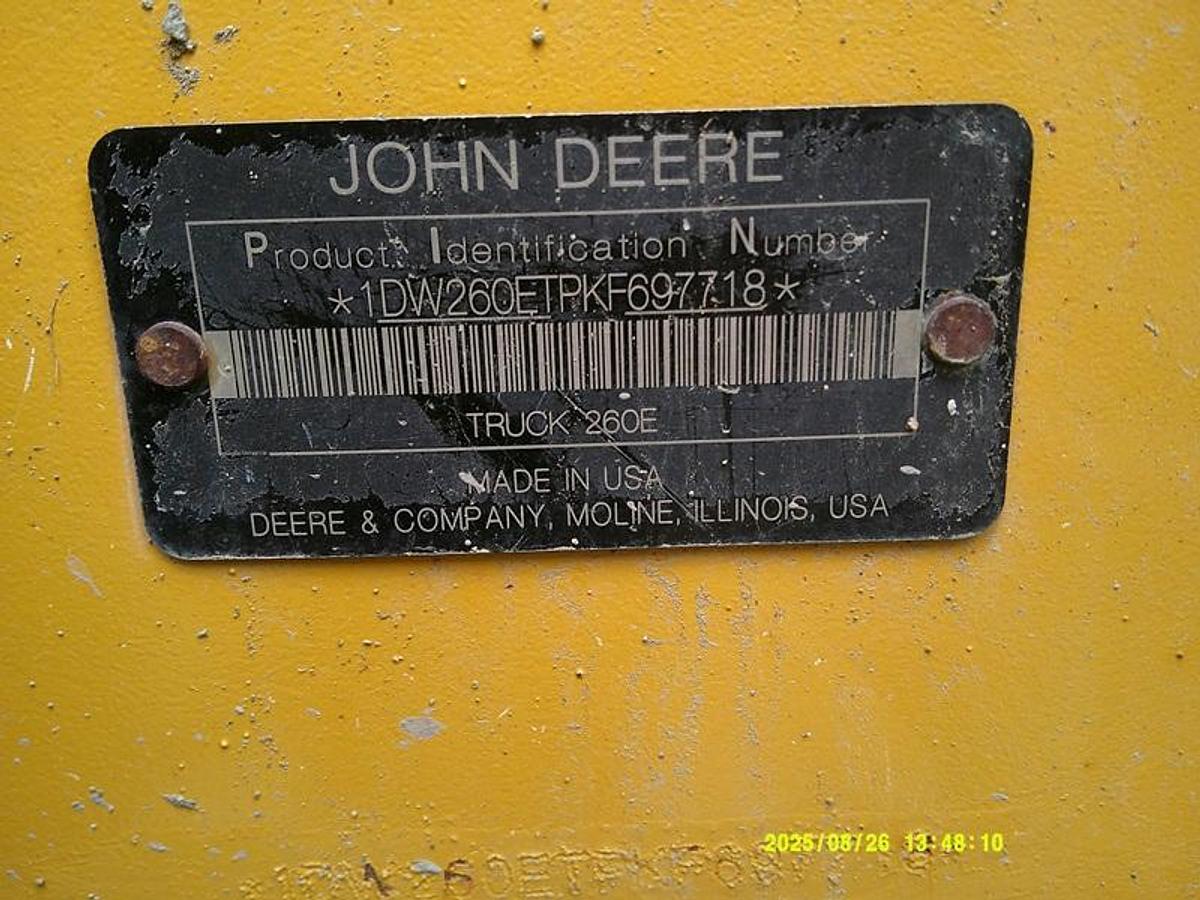 JOHN DEERE
Product Identification Number
*1DW260ETPKF697718*
TRUCK 260E
MADE IN USA
DEERE & COMPANY, MOLINE, ILLINOIS, USA
2025/08/26 13:48:10